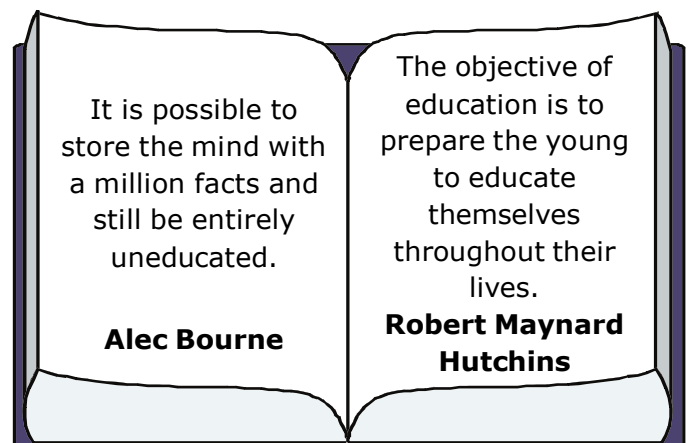 It is possible to
store the mind with
a million facts and
still be entirely
uneducated.
Alec Bourne
The objective of
education is to
prepare the young
to educate
themselves
throughout their
lives.
Robert Maynard
Hutchins